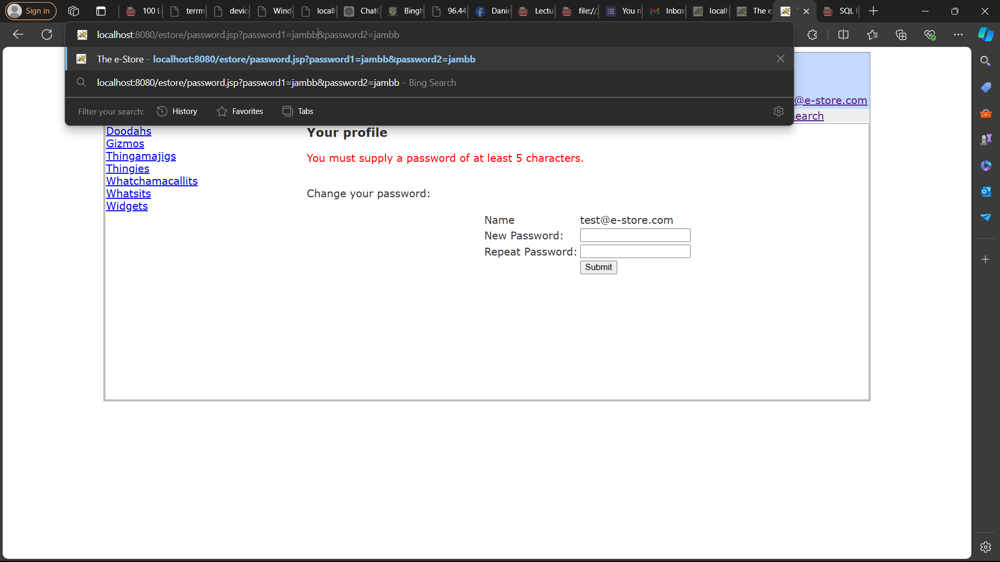 Sign in
100 L
term
devic
Wind
localh
ChatG
Bingh
96.44
Danie
Lectu
file://
You n
Inbox
localh
The e
SQL I
localhost:8080/estore/password.jsp?password1=jambb&password2=jambb
The e-Store - localhost:8080/estore/password.jsp?password1=jambb&password2=jambb
localhost:8080/estore/password.jsp?password1=jambb&password2=jambb - Bing Search
Filter your search: History Favorites Tabs
@e-store.com
earch
Doodahs
Gizmos
Thingamajigs
Thingies
Whatchamacallits
Whatsits
Widgets
Your profile
You must supply a password of at least 5 characters.
Change your password:
Name test@e-store.com
New Password:
Repeat Password:
Submit